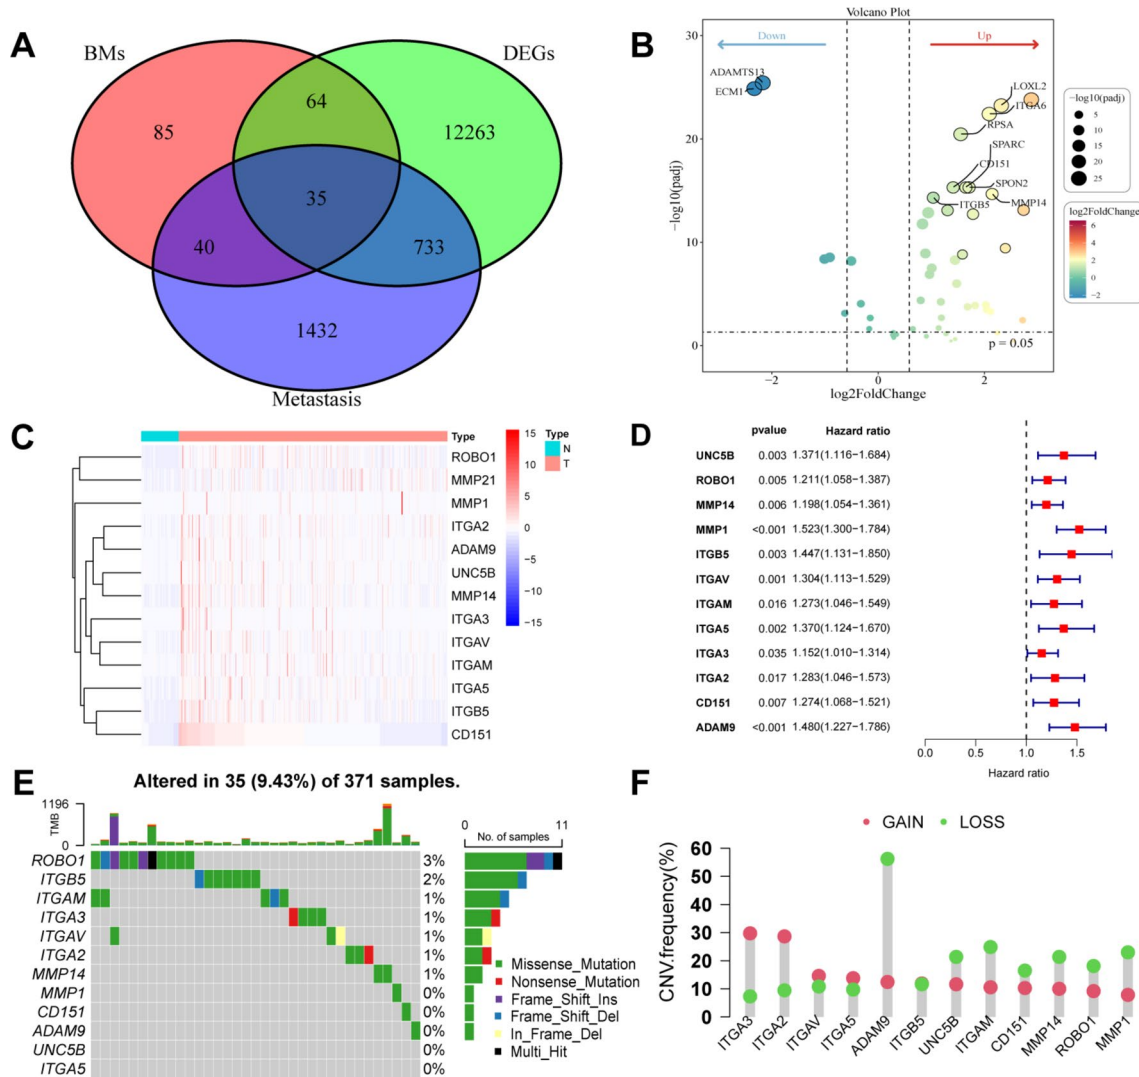 A
BMs
DEGs
64
85
12263
35
40
733
1432
Metastasis
B
Volcano Plot
Down
Up
ADAMTS13
ECM1
LOXL2
ITGA6
RPSA
SPARC
CD151
SPON2
MMP14
ITGB5
p = 0.05
30
20
10
0
−log10(padj)
−2
0
2
log2FoldChange
−log10(padj)
5
10
15
20
25
log2FoldChange
6
4
2
0
−2
C
Type
ROBO1
MMP21
MMP1
ITGA2
ADAM9
UNC5B
MMP14
ITGA3
ITGAV
ITGAM
ITGA5
ITGB5
CD151
15
10
5
0
−5
−10
−15
Type
N
T
D
pvalue Hazard ratio
UNC5B 0.003 1.371(1.116−1.684)
ROBO1 0.005 1.211(1.058−1.387)
MMP14 0.006 1.198(1.054−1.361)
MMP1 <0.001 1.523(1.300−1.784)
ITGB5 0.003 1.447(1.131−1.850)
ITGAV 0.001 1.304(1.113−1.529)
ITGAM 0.016 1.273(1.046−1.549)
ITGA5 0.002 1.370(1.124−1.670)
ITGA3 0.035 1.152(1.010−1.314)
ITGA2 0.017 1.283(1.046−1.573)
CD151 0.007 1.274(1.068−1.521)
ADAM9 <0.001 1.480(1.227−1.786)
0.0 0.5 1.0 1.5
Hazard ratio
E
Altered in 35 (9.43%) of 371 samples.
1196
0
TMB
0 11
No. of samples
ROBO1 3%
ITGB5 2%
ITGAM 1%
ITGA3 1%
ITGAV 1%
ITGA2 1%
MMP14 1%
MMP1 0%
CD151 0%
ADAM9 0%
UNC5B 0%
ITGA5 0%
Missense_Mutation
Nonsense_Mutation
Frame_Shift_Ins
Frame_Shift_Del
In_Frame_Del
Multi_Hit
F
GAIN LOSS
CNV.frequency(%)
60
50
40
30
20
10
0
ITGA3 ITGA2 ITGAV ITGA5 ADAM9 ITGB5 UNC5B ITGAM CD151 MMP14 ROBO1 MMP1